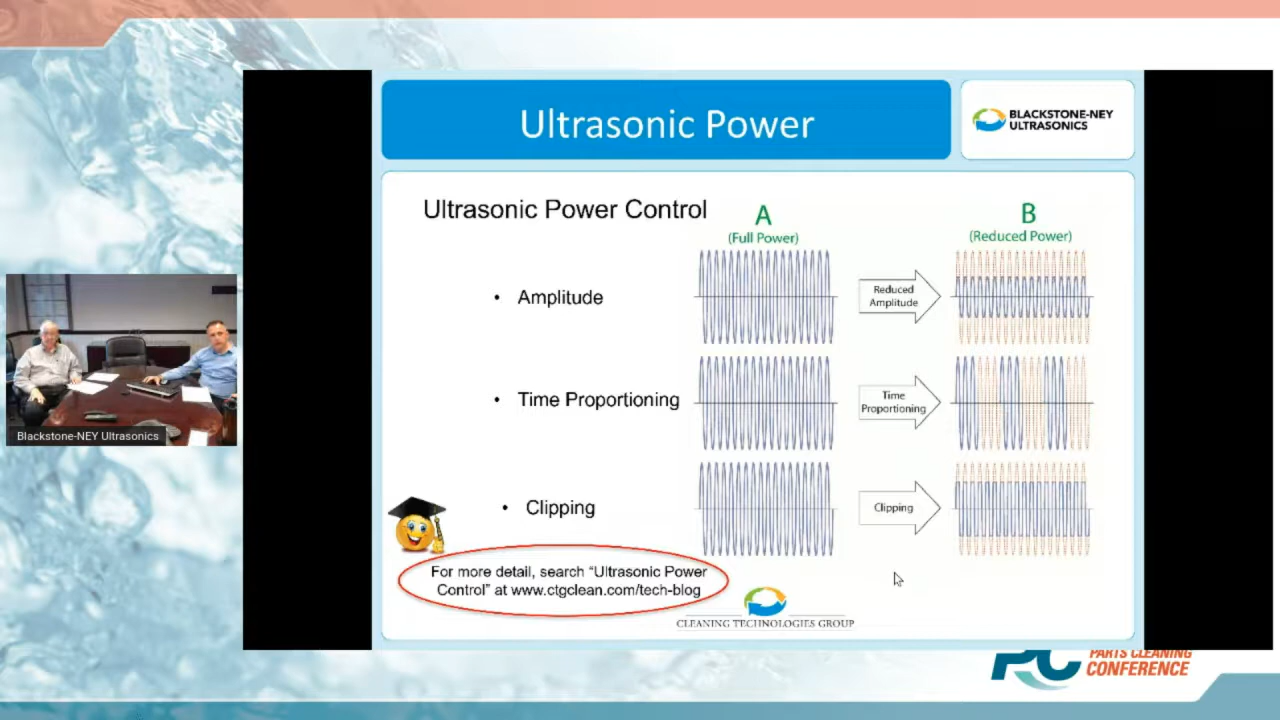 Ultrasonic Power
BLACKSTONE-NEY
ULTRASONICS
Ultrasonic Power Control
A
(Full Power)
B
(Reduced Power)
• Amplitude
Reduced
Amplitude
• Time Proportioning
Time
Proportioning
• Clipping
Clipping
For more detail, search “Ultrasonic Power
Control” at www.ctgclean.com/tech-blog
CLEANING TECHNOLOGIES GROUP
Blackstone-NEY Ultrasonics
PC
PARTS CLEANING
CONFERENCE